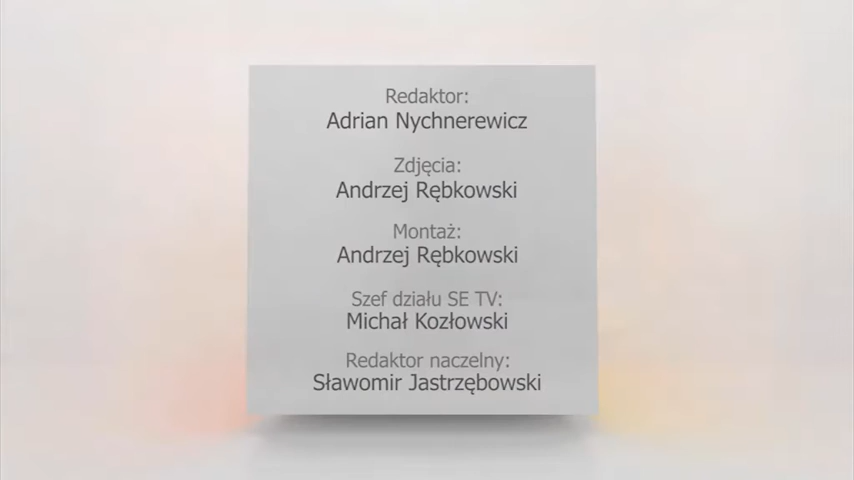 Redaktor:
Adrian Nychnerewicz
Zdjęcia:
Andrzej Rębkowski
Montaż:
Andrzej Rębkowski
Szef działu SE TV:
Michał Kozłowski
Redaktor naczelny:
Sławomir Jastrzębowski